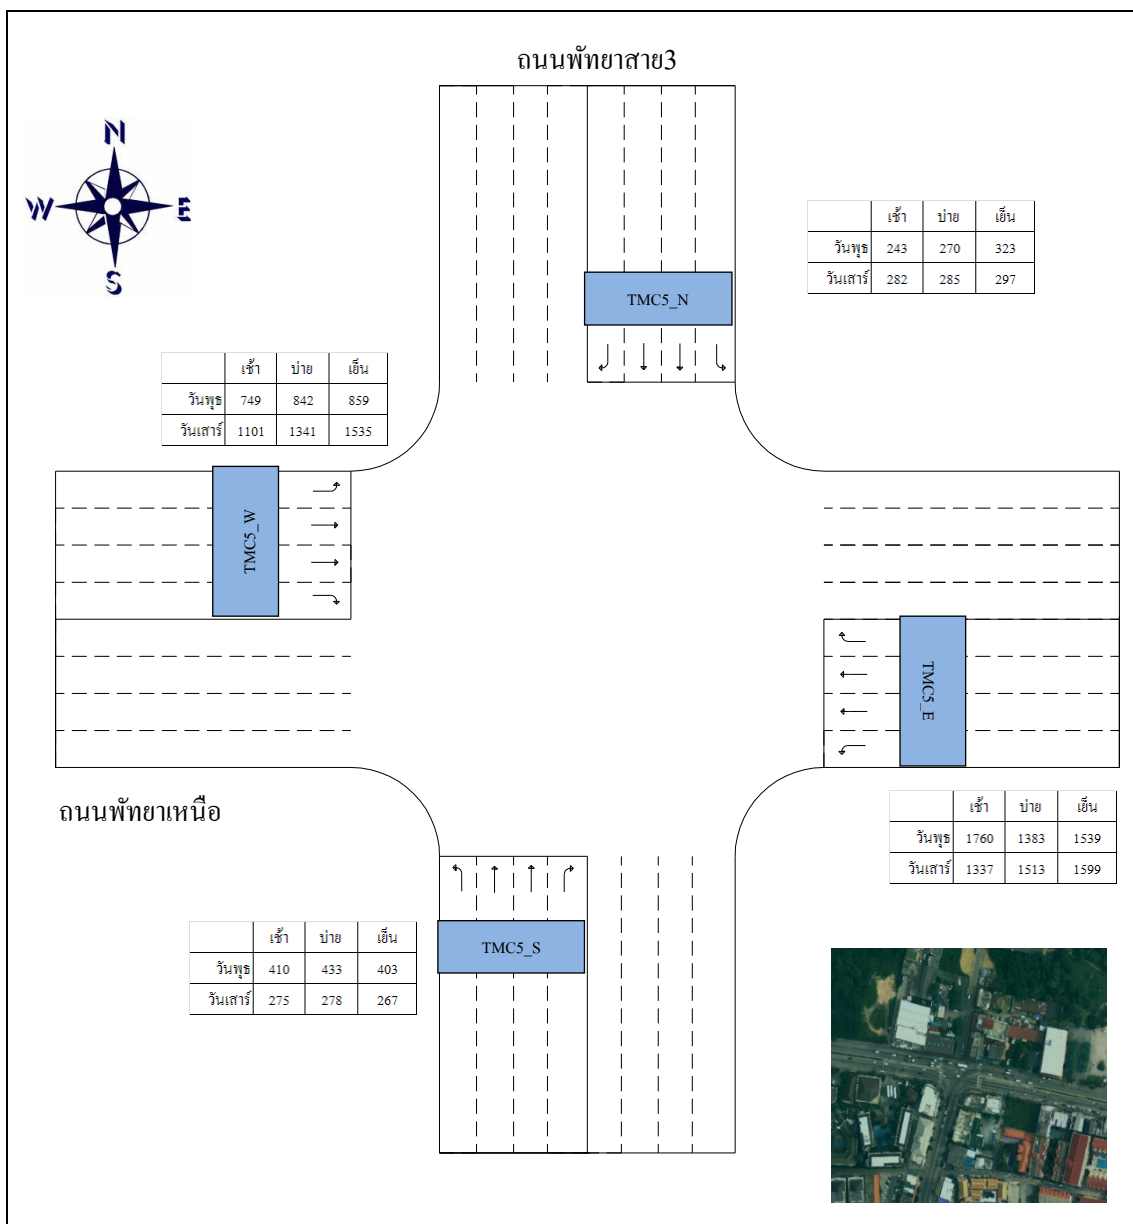 ถนนพัทยาสาย3
N
W E
S
เช้า บ่าย เย็น
วันพุธ 243 270 323
วันเสาร์ 282 285 297
TMC5_N
เช้า บ่าย เย็น
วันพุธ 749 842 859
วันเสาร์ 1101 1341 1535
TMC5_W
TMC5_E
ถนนพัทยาเหนือ
เช้า บ่าย เย็น
วันพุธ 1760 1383 1539
วันเสาร์ 1337 1513 1599
เช้า บ่าย เย็น
วันพุธ 410 433 403
วันเสาร์ 275 278 267
TMC5_S